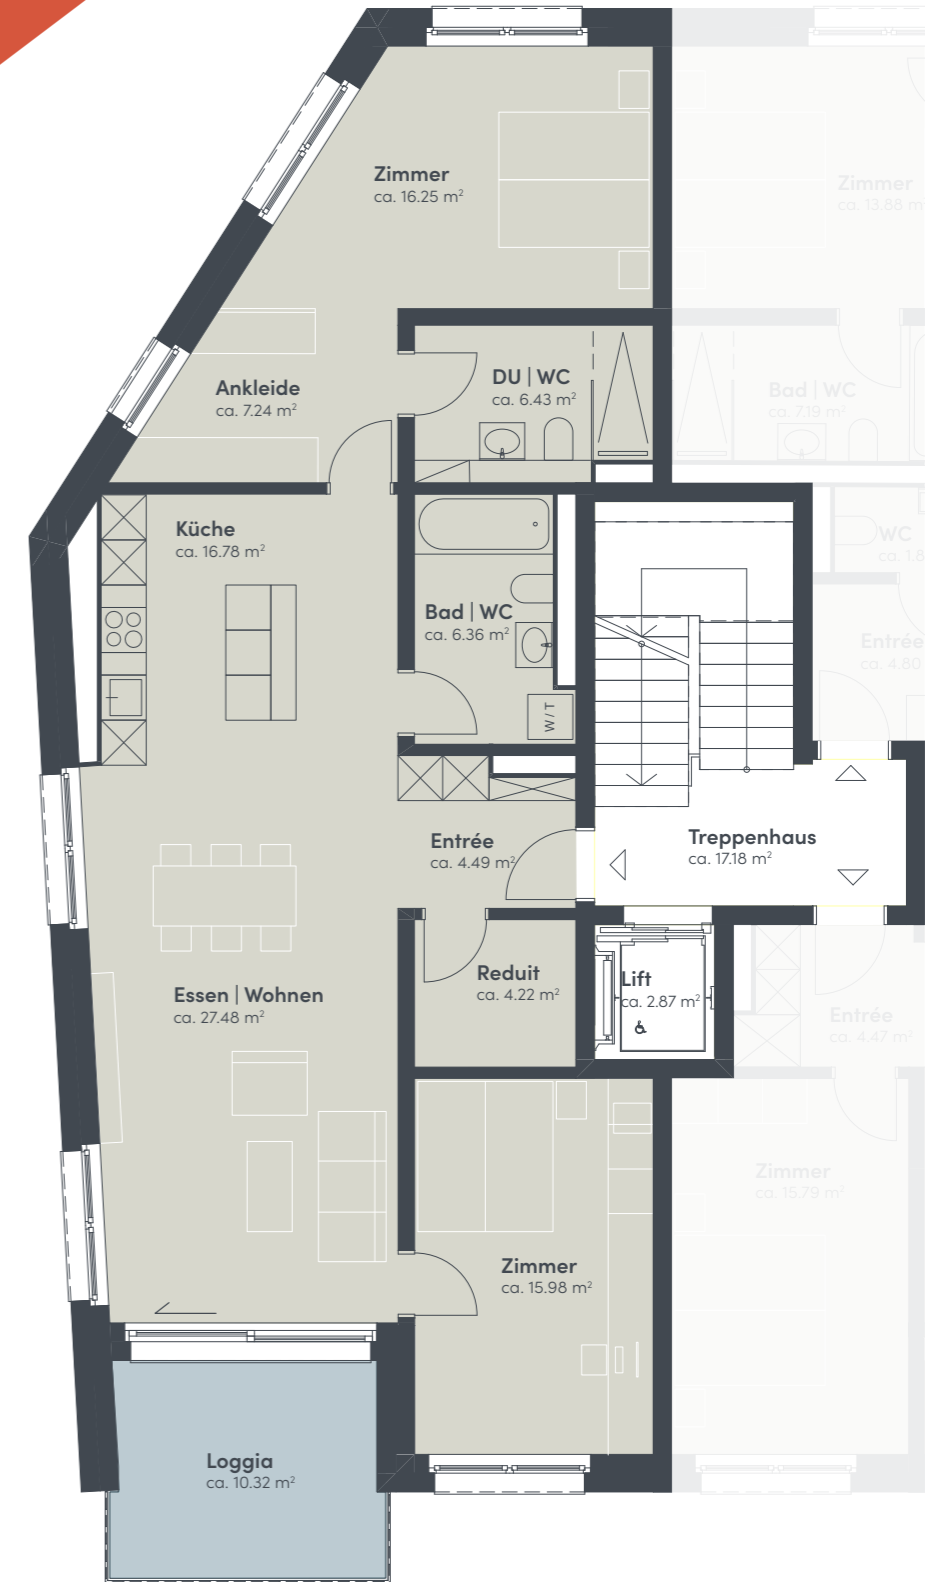 Zimmer
ca. 16.25 m²
Zimmer
ca. 13.88 m
Ankleide
ca. 7.24 m²
DU | WC
ca. 6.43 m²
Bad | WC
ca. 7.19 m²
Küche
ca. 16.78 m²
WC
ca. 1.8
Bad | WC
ca. 6.36 m²
Entrée
ca. 4.80
W/T
Entrée
ca. 4.49 m²
Treppenhaus
ca. 17.18 m²
Essen | Wohnen
ca. 27.48 m²
Reduit
ca. 4.22 m²
Lift
ca. 2.87 m²
Entrée
ca. 4.47 m²
Zimmer
ca. 15.79 m²
Zimmer
ca. 15.98 m²
Loggia
ca. 10.32 m²